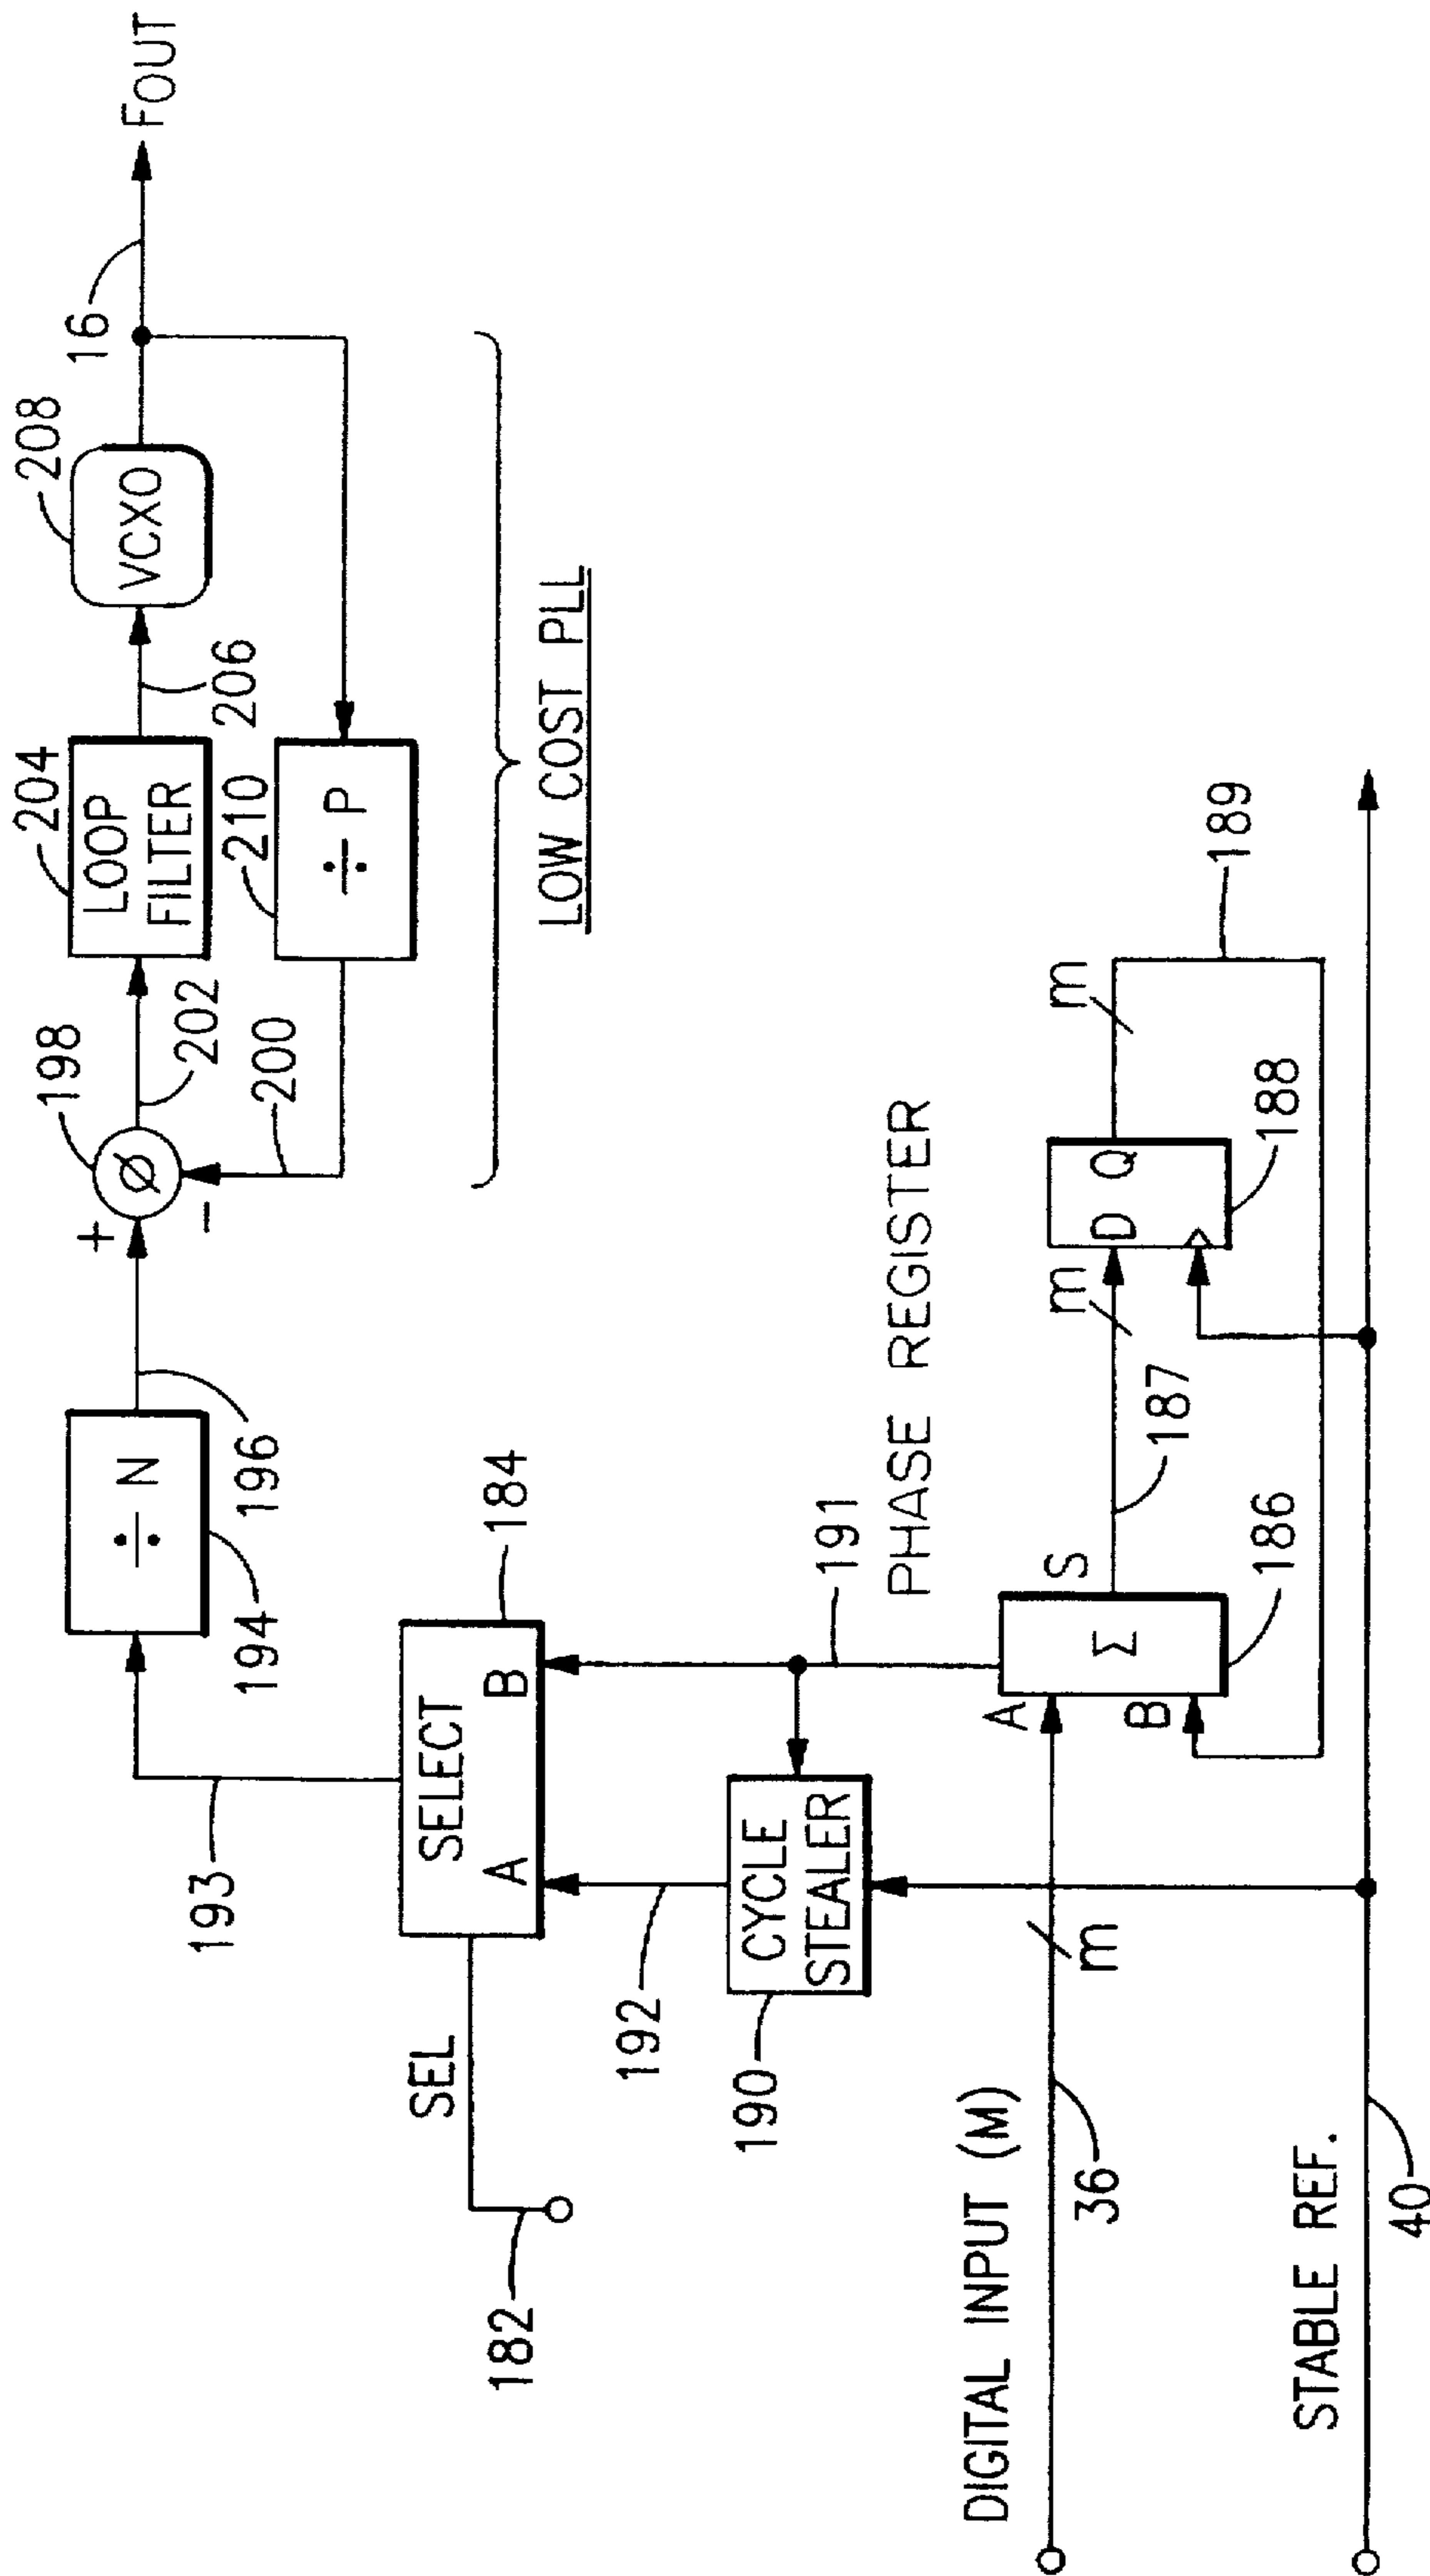 FOUT
16
208
VCXO
206
204
LOOP
FILTER
210
÷ P
LOW COST PLL
198
202
200
Ø
+
-
÷ N
196
194
193
SELECT
A
B
184
SEL
182
192
191
CYCLE
STEALER
190
PHASE REGISTER
DIGITAL INPUT (M)
36
m
A
B
Σ
S
186
187
m
D Q
188
m
189
STABLE REF.
40